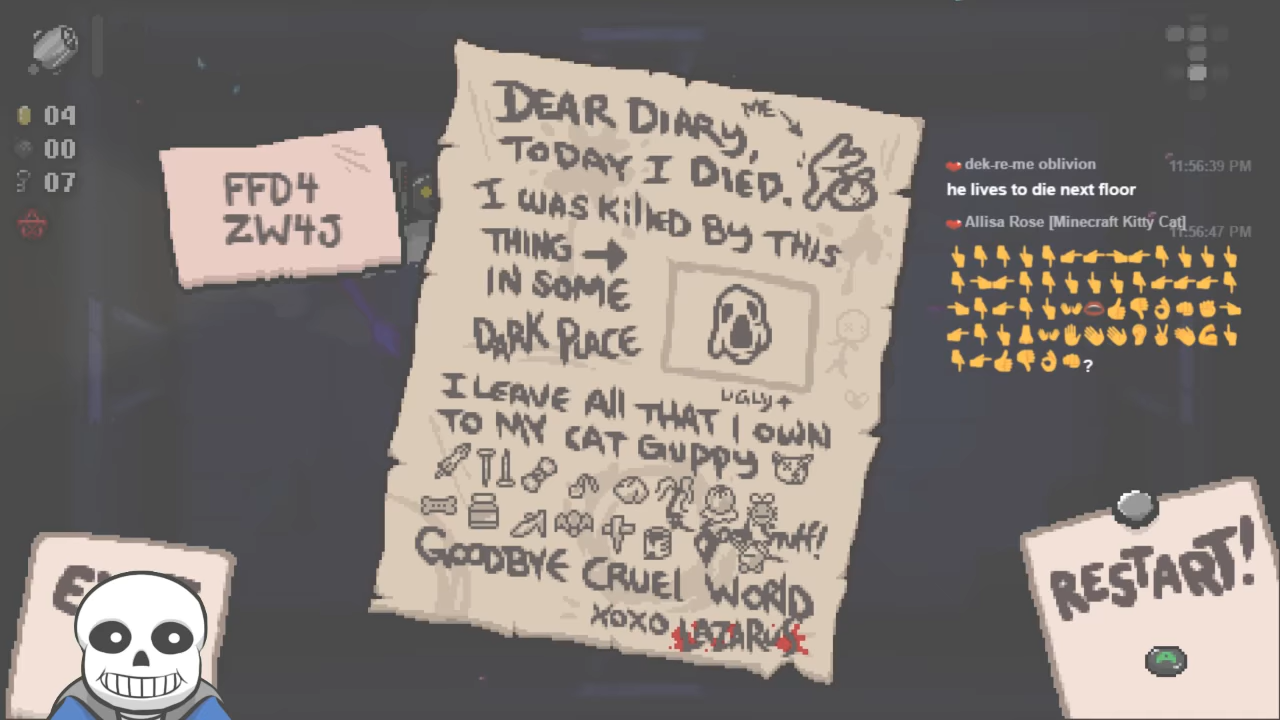 04
00
07
FFD4
ZW4J
DEAR DIARY,
ME
TODAY I DIED.
I WAS KillED BY THIS
THING →
IN SOME
DARK PlACE
UGLY
I LEAVE All THAT I OWN
TO MY CAT GUPPY
GOODBYE CRUEl WORlD
XOXO LAZARUS
dek-re-me oblivion 11:56:39 PM
he lives to die next floor
Allisa Rose [Minecraft Kitty Cat] 11:56:47 PM
?
RESTART!